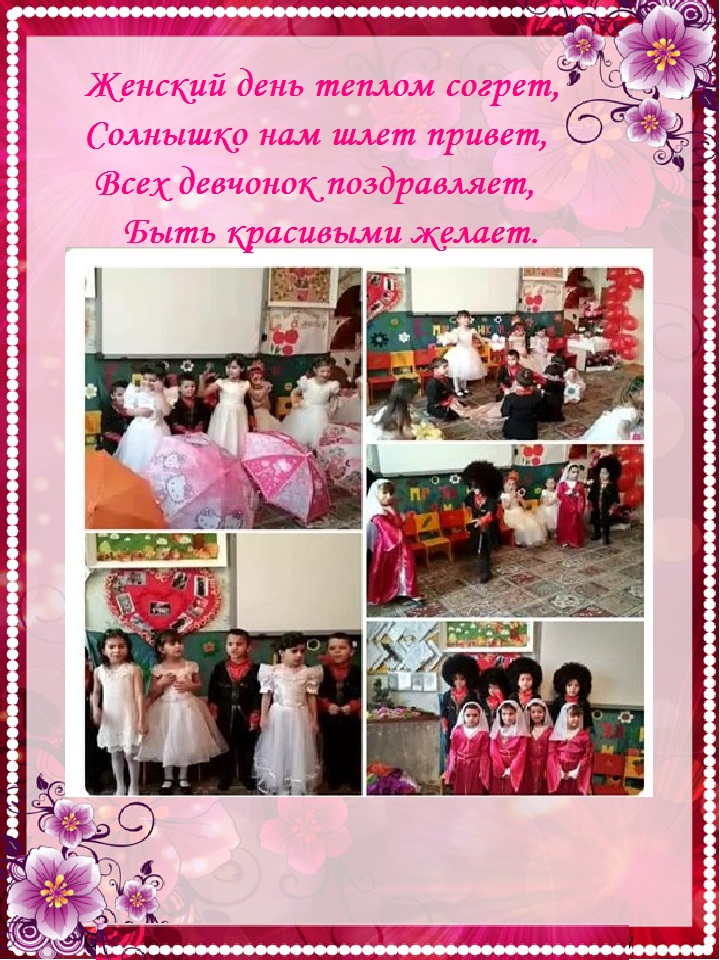 Женский день теплом согрет,
Солнышко нам шлет привет,
Всех девчонок поздравляет,
Быть красивыми желает.